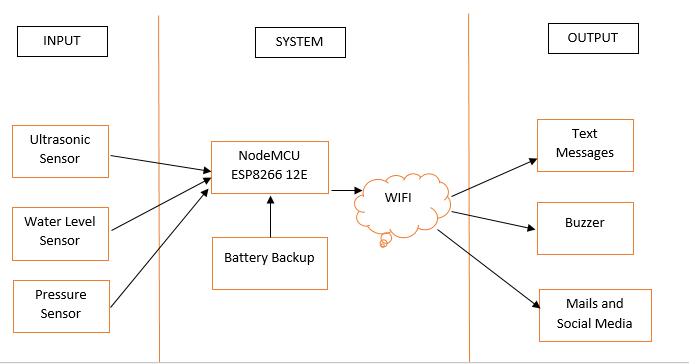 INPUT
SYSTEM
OUTPUT
Ultrasonic
Sensor
Water Level
Sensor
Pressure
Sensor
NodeMCU
ESP8266 12E
Battery Backup
WIFI
Text
Messages
Buzzer
Mails and
Social Media